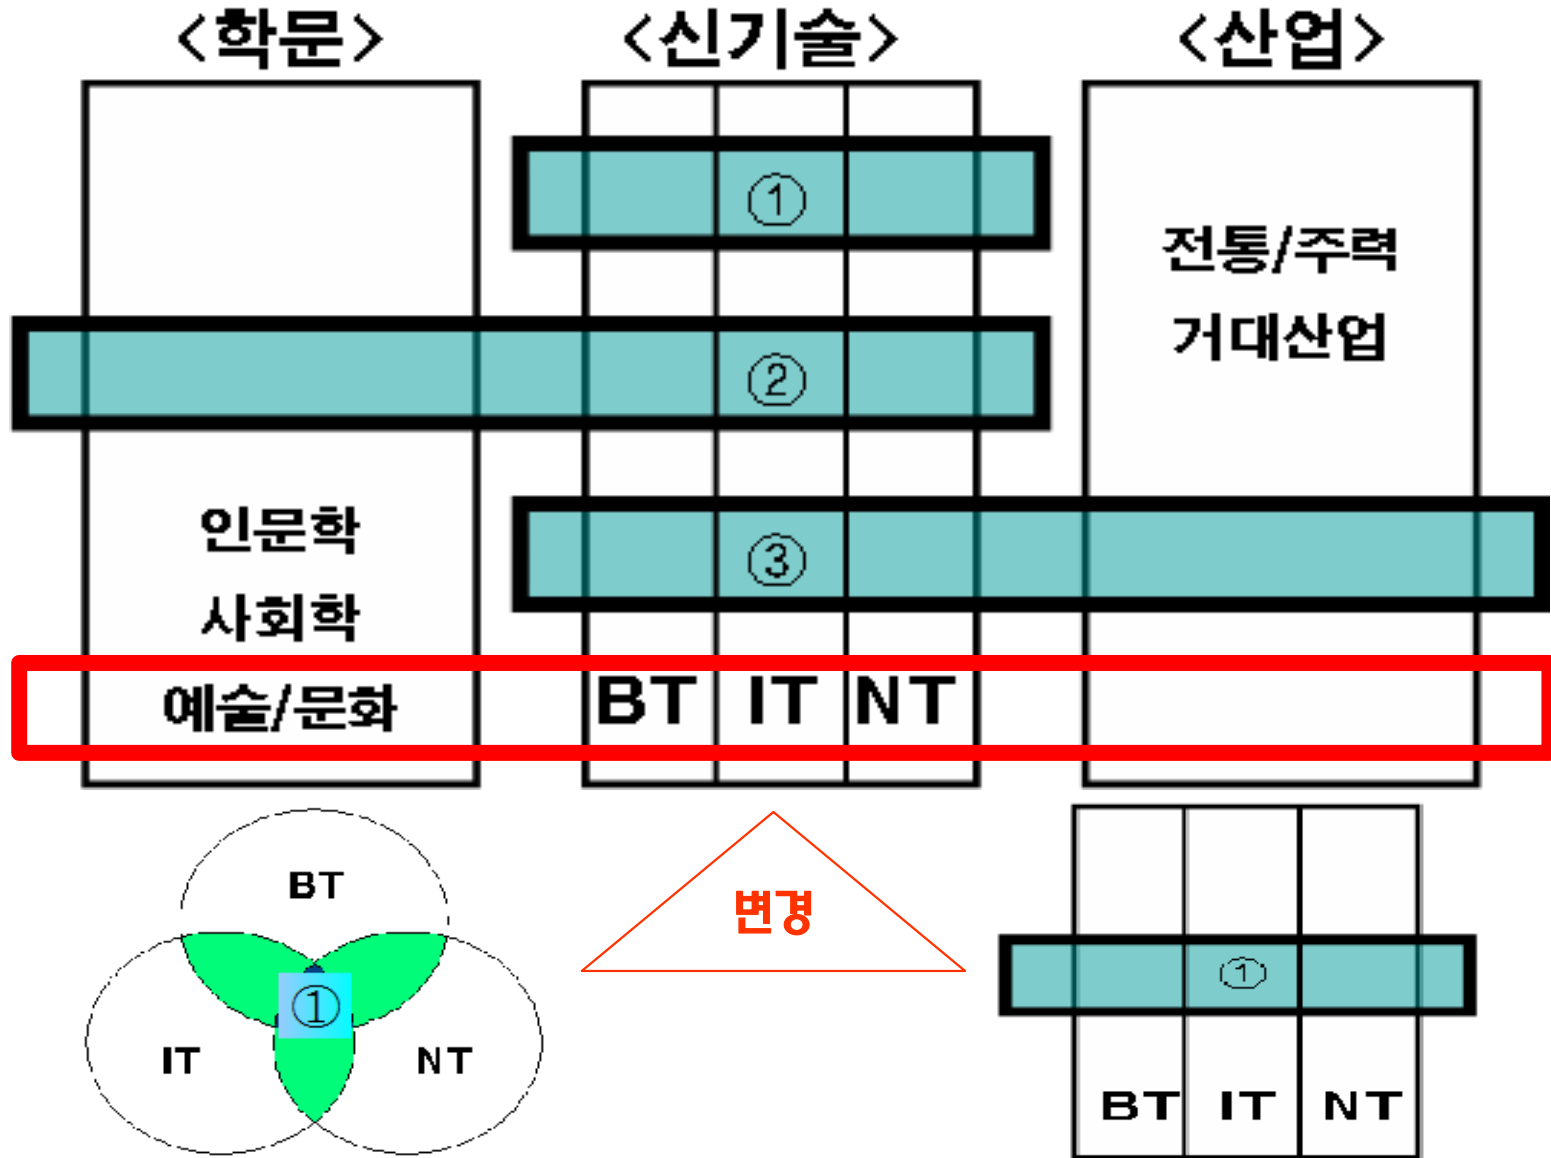 <학문>
<신기술>
<산업>
①
전통/주력
거대산업
②
인문학
③
사회학
예술/문화
BT IT NT
BT
변경
①
①
IT
NT
BT IT NT